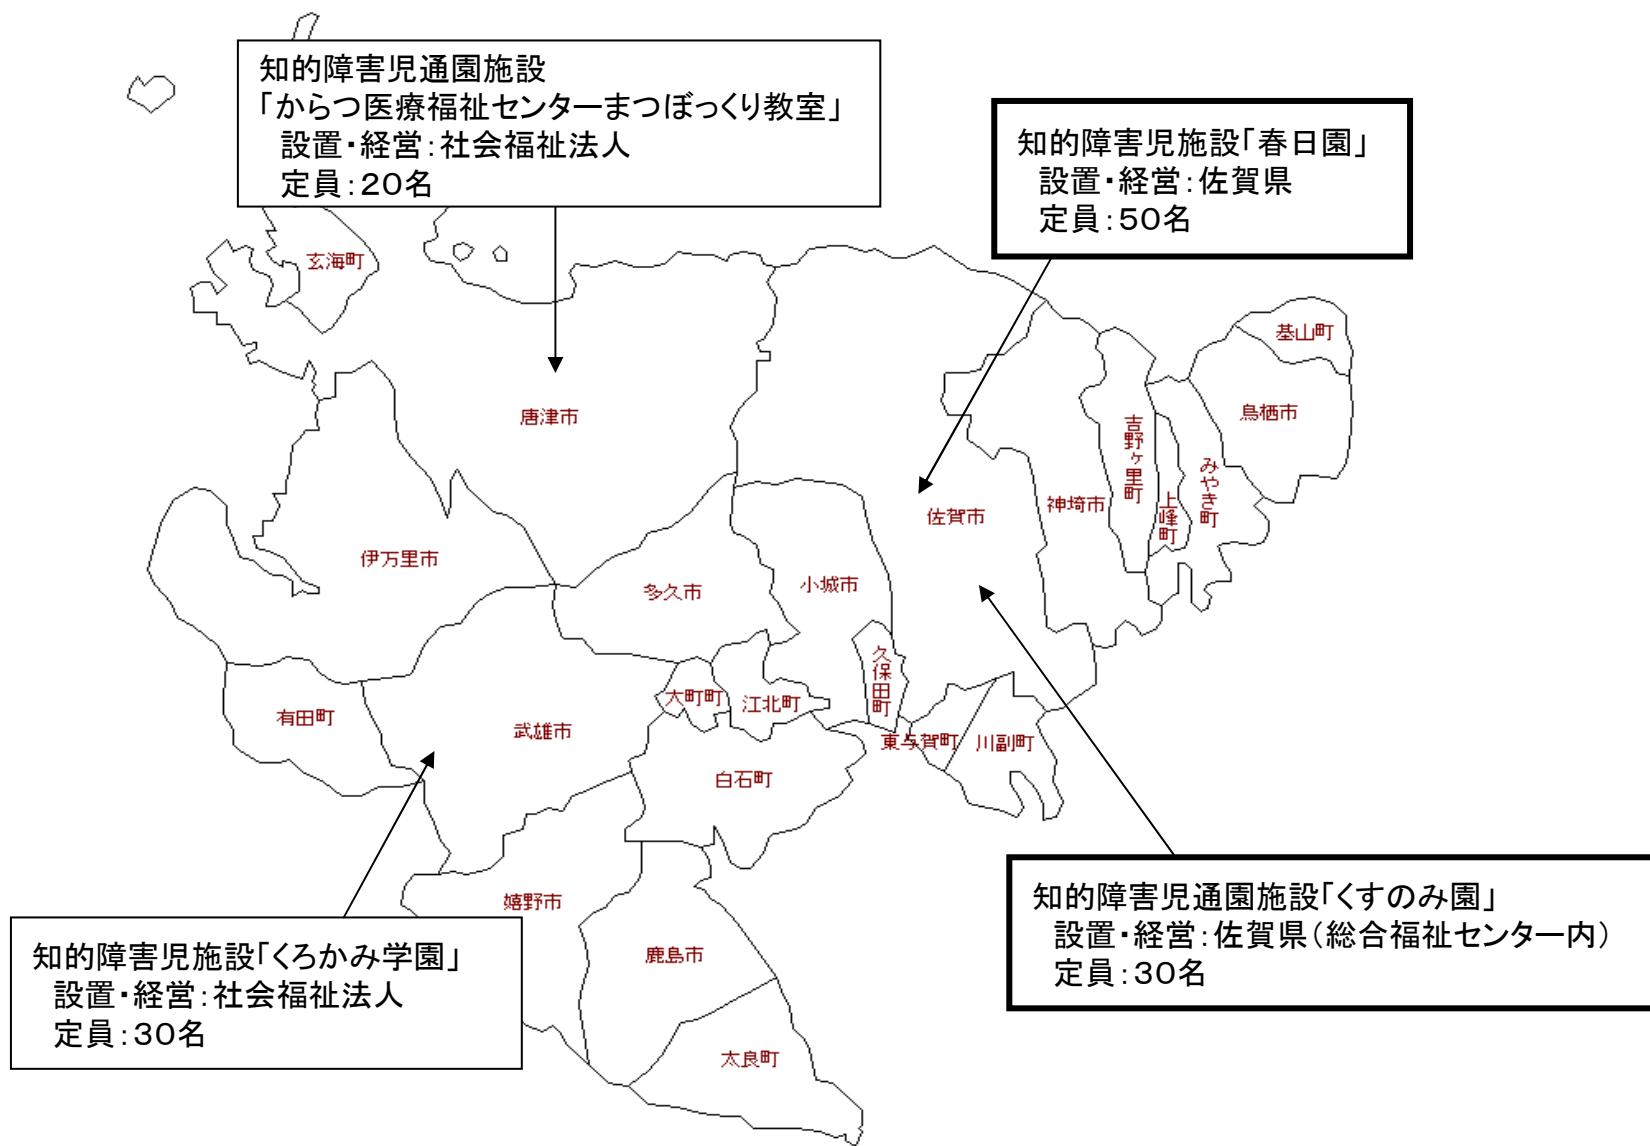 知的障害児通園施設
「からつ医療福祉センターまつぼっくり教室」
設置・経営：社会福祉法人
定員：２０名
知的障害児施設「春日園」
設置・経営：佐賀県
定員：５０名
玄海町
基山町
唐津市
鳥栖市
吉野ヶ里町
みやき町
上峰町
神埼市
佐賀市
伊万里市
多久市
小城市
久保田町
大町町
江北町
有田町
武雄市
東与賀町
川副町
白石町
嬉野市
鹿島市
太良町
知的障害児通園施設「くすのみ園」
設置・経営：佐賀県（総合福祉センター内）
定員：３０名
知的障害児施設「くろかみ学園」
設置・経営：社会福祉法人
定員：３０名